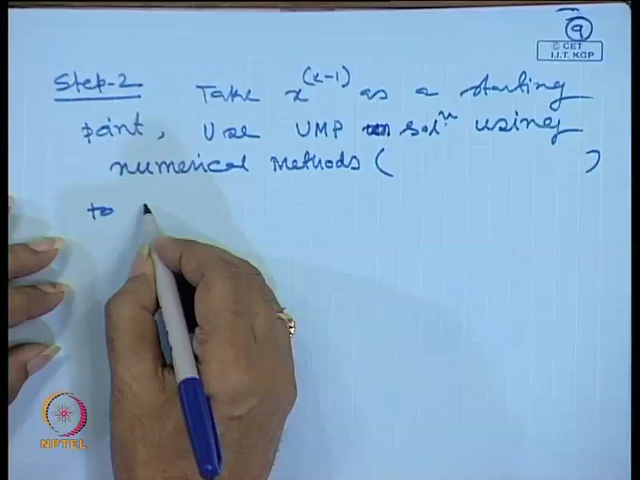 9
© CET
I.I.T. KGP
Step-2 Take x^(k-1) as a starting
point, Use UMP solⁿ using
numerical methods ( )
to
NPTEL